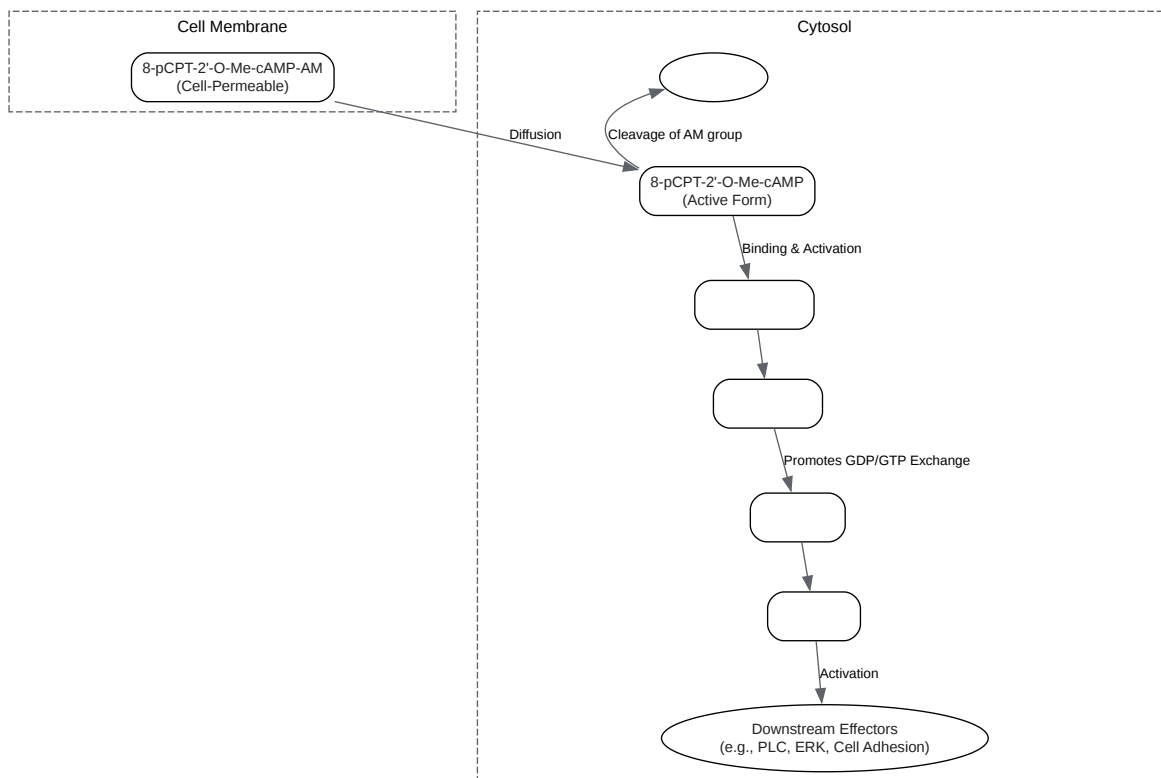 Cell Membrane
8-pCPT-2'-O-Me-cAMP-AM
(Cell-Permeable)
Cytosol
Diffusion
Cleavage of AM group
8-pCPT-2'-O-Me-cAMP
(Active Form)
Binding & Activation
Promotes GDP/GTP Exchange
Activation
Downstream Effectors
(e.g., PLC, ERK, Cell Adhesion)